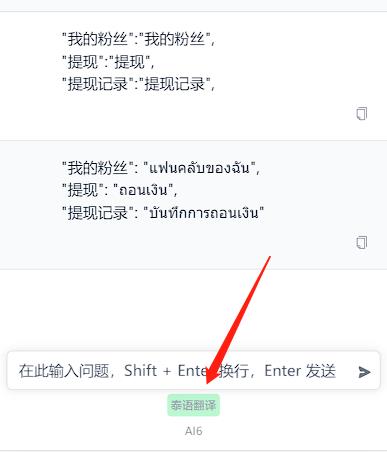 "我的粉丝":"我的粉丝",
"提现":"提现",
"提现记录":"提现记录",
"我的粉丝": "แฟนคลับของฉัน",
"提现": "ถอนเงิน",
"提现记录": "บันทึกการถอนเงิน"
在此输入问题，Shift + Enter 换行，Enter 发送
泰语翻译
AI6